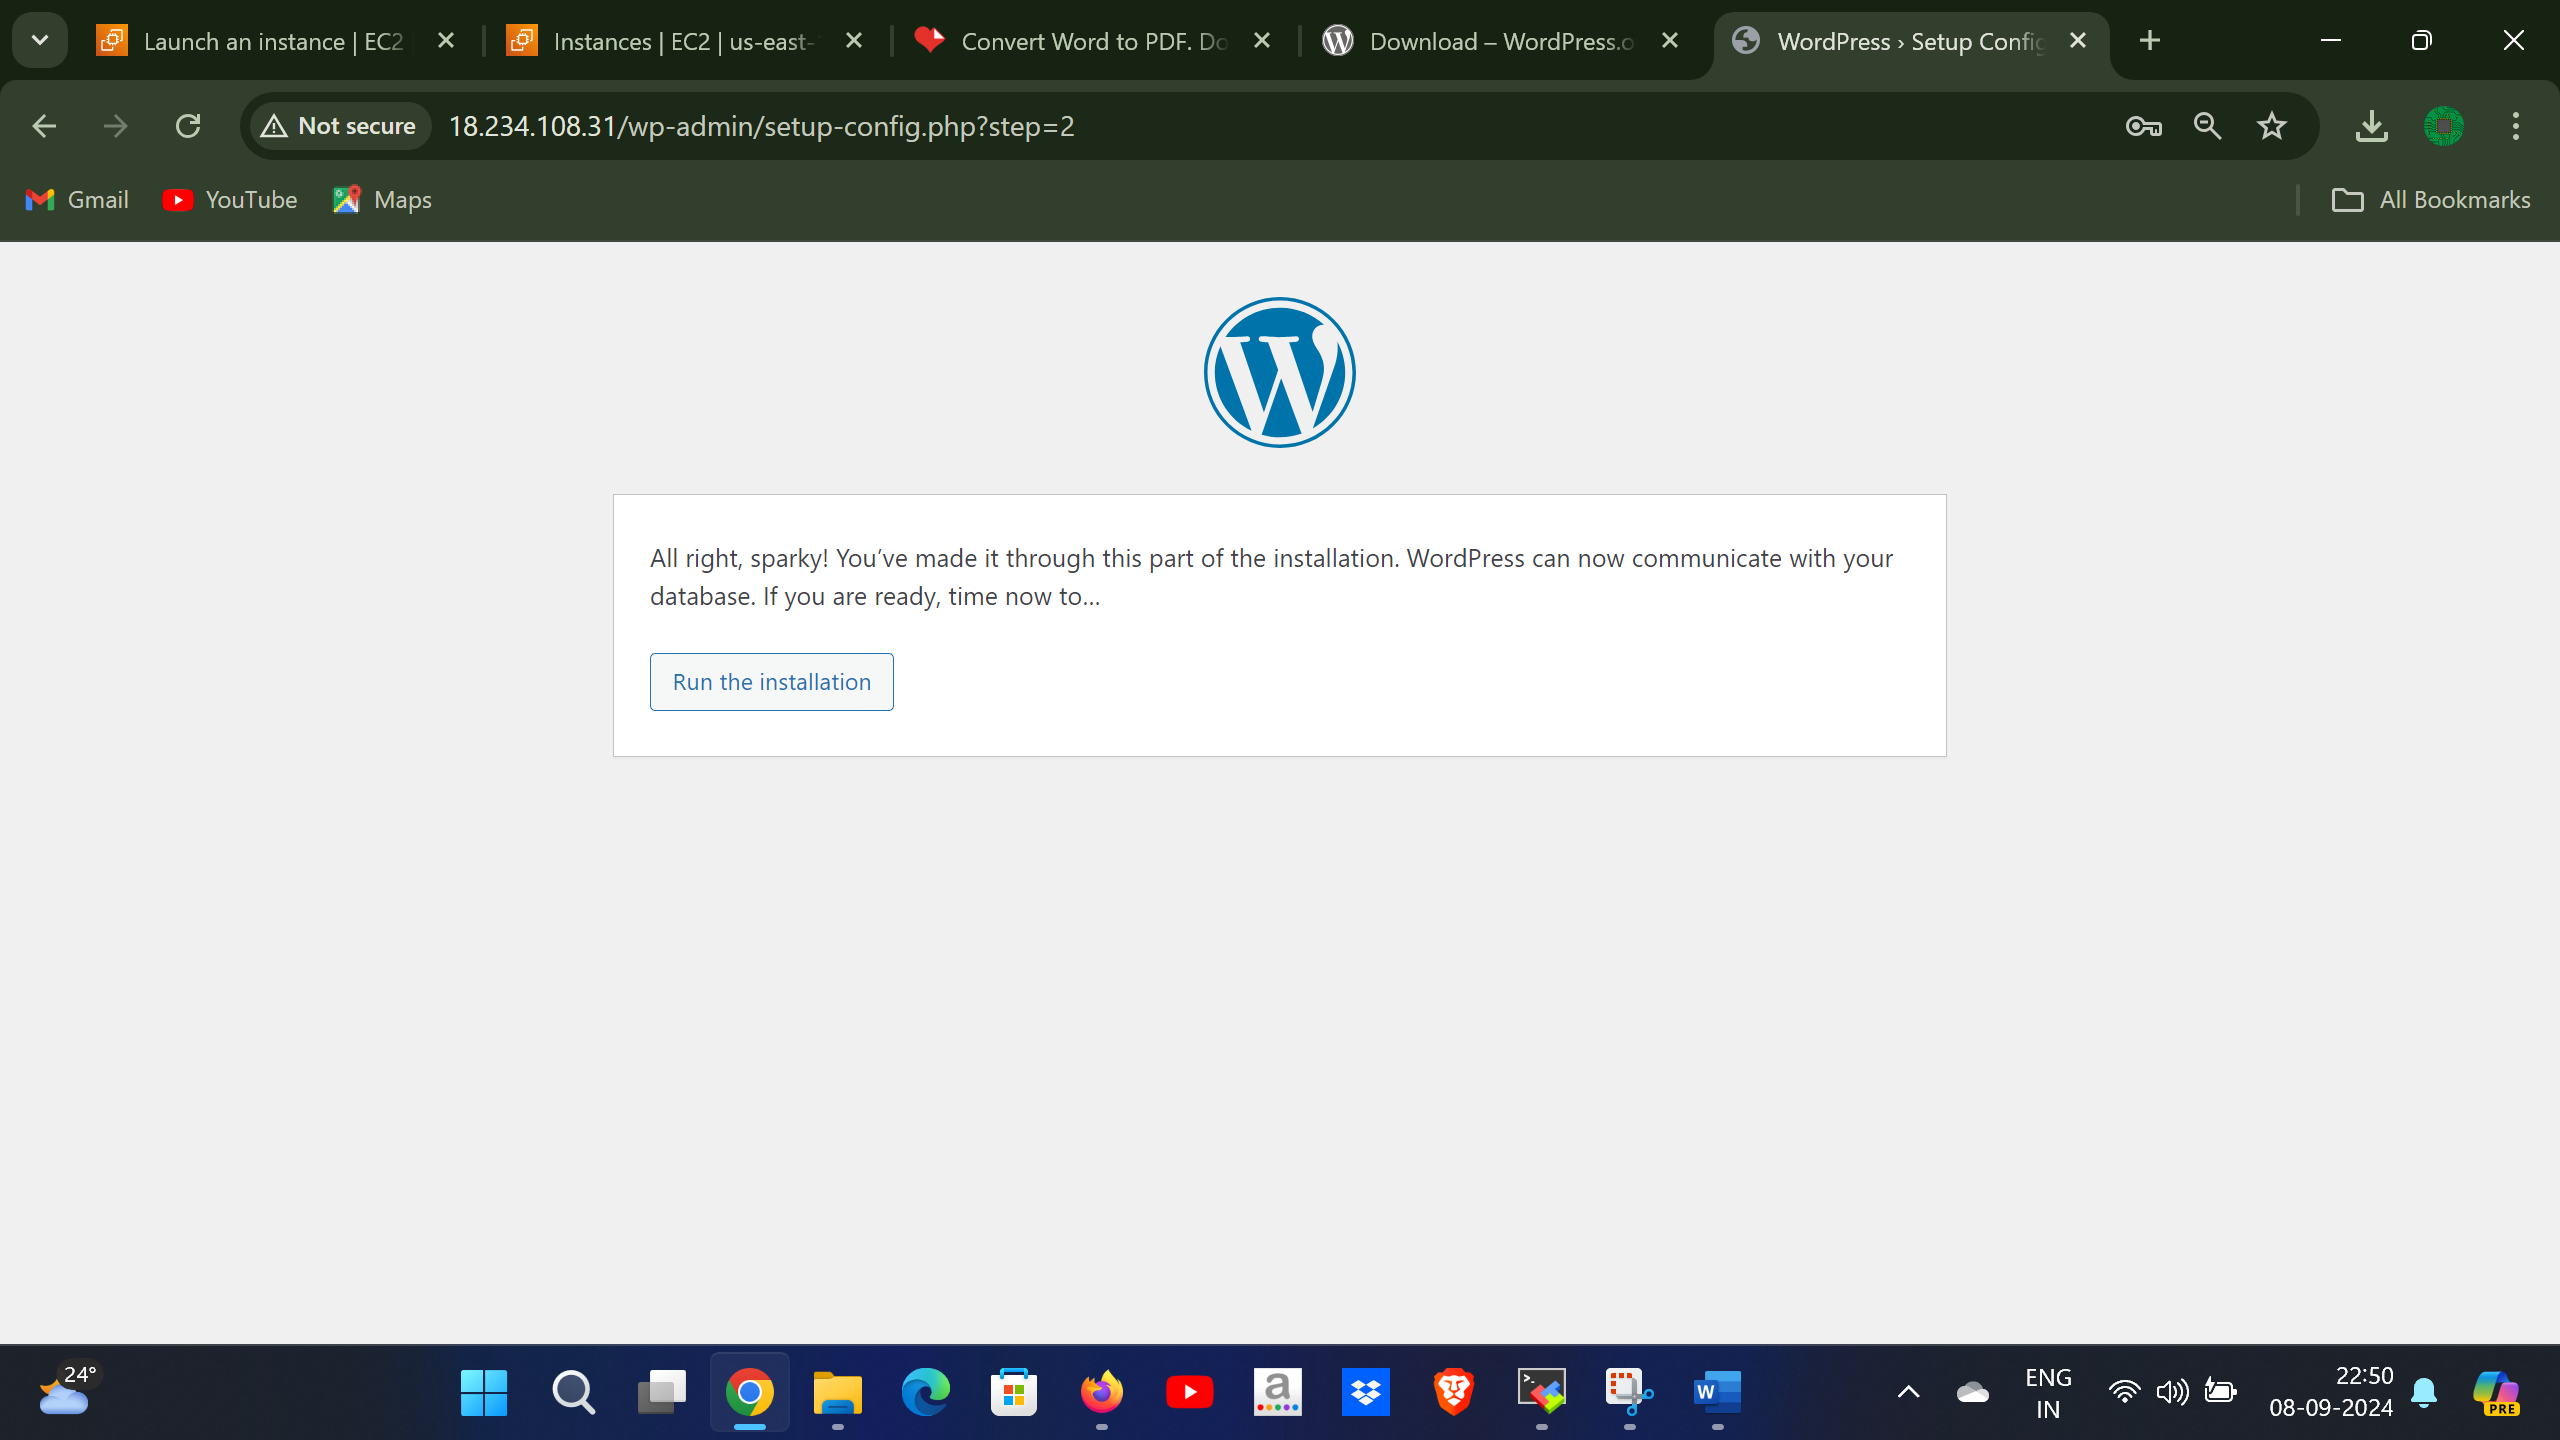 Launch an instance | EC2
Instances | EC2 | us-east-
Convert Word to PDF. Do
Download – WordPress.o
WordPress › Setup Config
Not secure
18.234.108.31/wp-admin/setup-config.php?step=2
Gmail
YouTube
Maps
All Bookmarks
All right, sparky! You’ve made it through this part of the installation. WordPress can now communicate with your
database. If you are ready, time now to…
Run the installation
24°
ENG
IN
22:50
08-09-2024
PRE